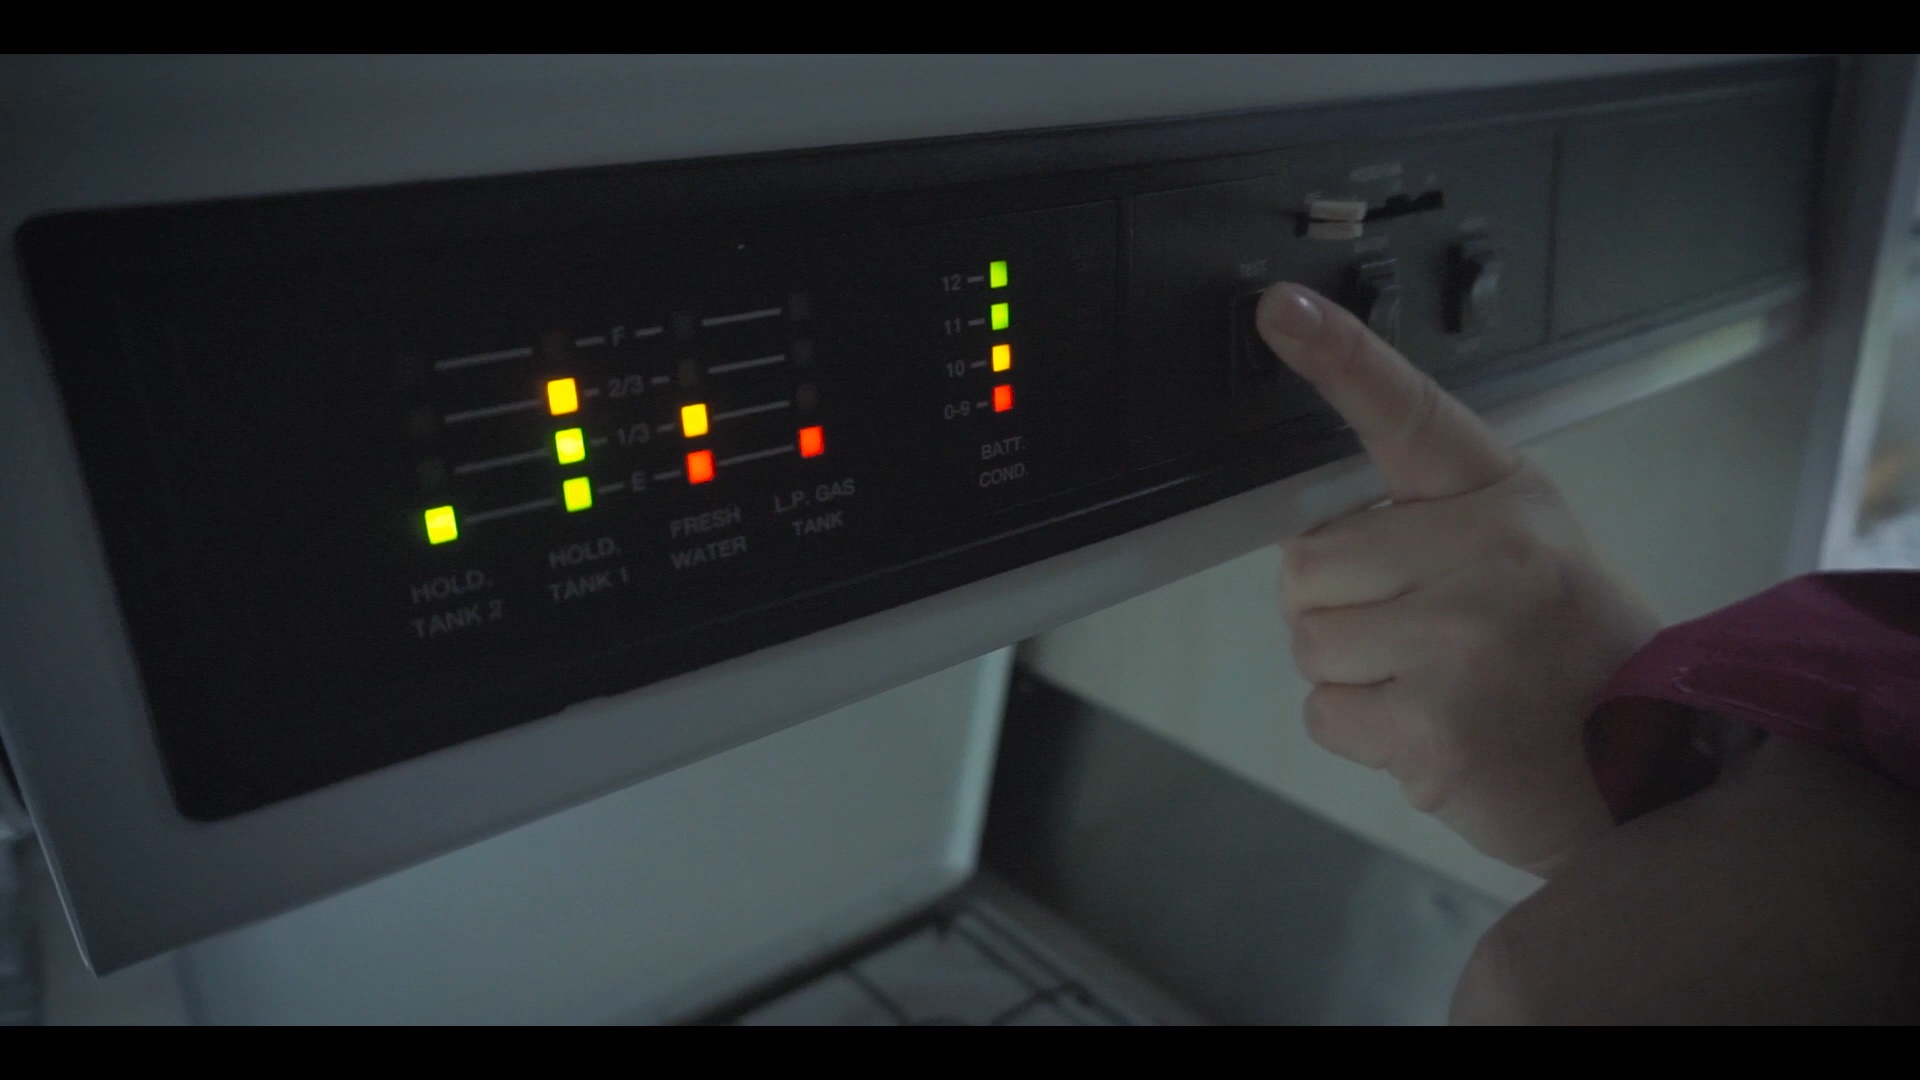 F
2/3
1/3
E
HOLD.
TANK 2
HOLD.
TANK 1
FRESH
WATER
L.P. GAS
TANK
12
11
10
0-9
BATT.
COND.
TEST